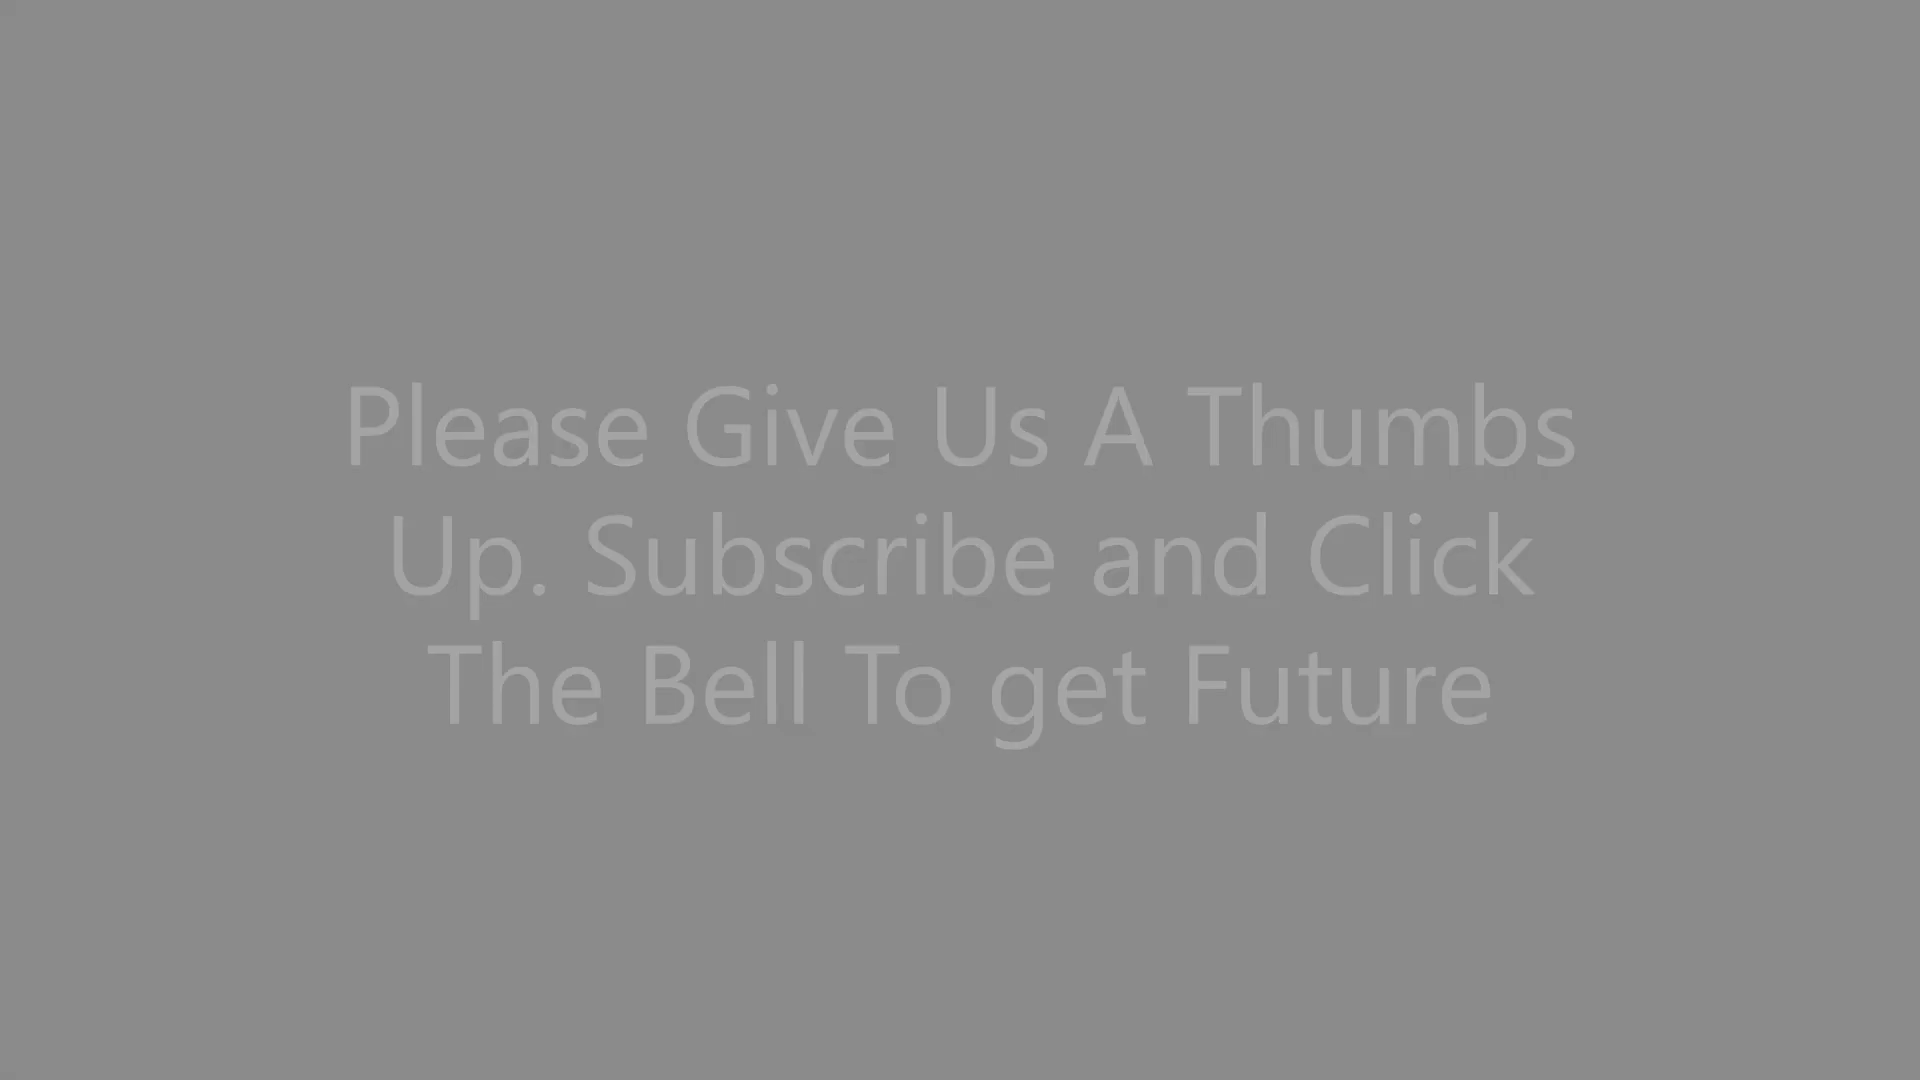 Please Give Us A Thumbs
Up. Subscribe and Click
The Bell To get Future